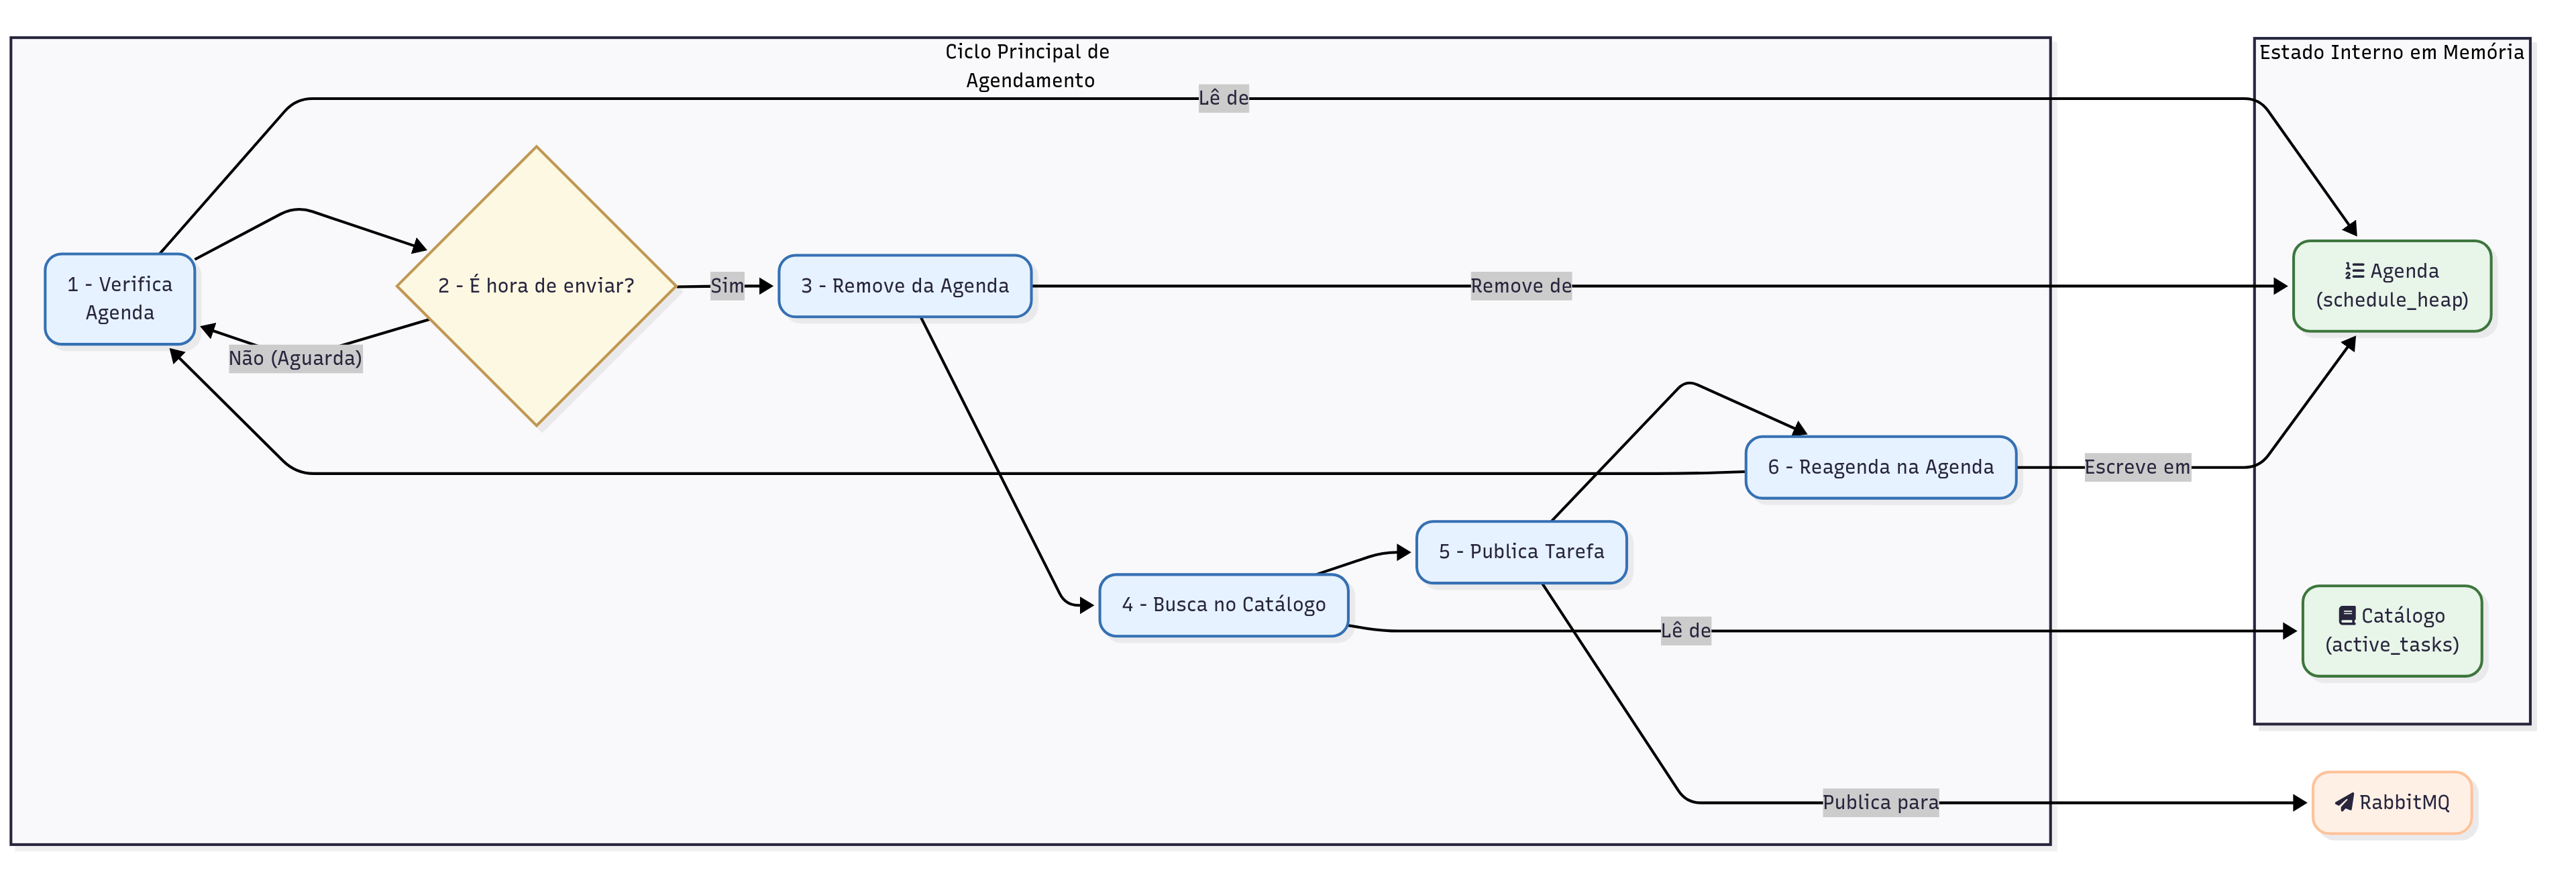 Ciclo Principal de
Agendamento
Estado Interno em Memória
Lê de
1 - Verifica
Agenda
2 - É hora de enviar?
Sim
3 - Remove da Agenda
Remove de
Agenda
(schedule_heap)
Não (Aguarda)
6 - Reagenda na Agenda
Escreve em
5 - Publica Tarefa
4 - Busca no Catálogo
Lê de
Catálogo
(active_tasks)
Publica para
RabbitMQ